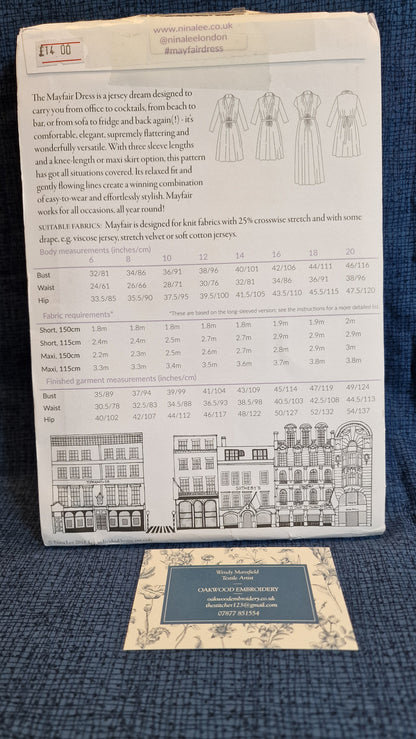 £14.00
www.ninalee.co.uk
@ninaleelondon
#mayfairdress
The Mayfair Dress is a jersey dream designed to
carry you from office to cocktails, from beach to
bar, or from sofa to fridge and back again(!) - it's
comfortable, elegant, supremely flattering and
wonderfully versatile. With three sleeve lengths
and a knee-length or maxi skirt option, this pattern
has got all situations covered. Its relaxed fit and
gently flowing lines create a winning combination
of easy-to-wear and effortlessly stylish. Mayfair
works for all occasions, all year round!
SUITABLE FABRICS: Mayfair is designed for knit fabrics with 25% crosswise stretch and with some
drape, e.g. viscose jersey, stretch velvet or soft cotton jerseys.
Body measurements (inches/cm)
6 8 10 12 14 16 18 20
Bust 32/81 34/86 36/91 38/96 40/101 42/106 44/111 46/116
Waist 24/61 26/66 28/71 30/76 32/81 34/86 36/91 38/96
Hip 33.5/85 35.5/90 37.5/95 39.5/100 41.5/105 43.5/110 45.5/115 47.5/120
Fabric requirements* *These are based on the long-sleeved version; see the instructions for a more detailed list
Short, 150cm 1.8m 1.8m 1.8m 1.8m 1.8m 1.9m 1.9m 2m
Short, 115cm 2.4m 2.4m 2.5m 2.7m 2.7m 2.9m 2.9m 2.9m
Maxi, 150cm 2.2m 2.3m 2.5m 2.6m 2.7m 2.8m 2.9m 3m
Maxi, 115cm 3.3m 3.3m 3.4m 3.5m 3.6m 3.7m 3.8m 3.8m
Finished garment measurements (inches/cm)
Bust 35/89 37/94 39/99 41/104 43/109 45/114 47/119 49/124
Waist 30.5/78 32.5/83 34.5/88 36.5/93 38.5/98 40.5/103 42.5/108 44.5/113
Hip 40/102 42/107 44/112 46/117 48/122 50/127 52/132 54/137
SOTHEBY'S
Wendy Mansfield
Textile Artist
OAKWOOD EMBROIDERY
oakwoodembroidery.co.uk
thestitcher123@gmail.com
07877 851554